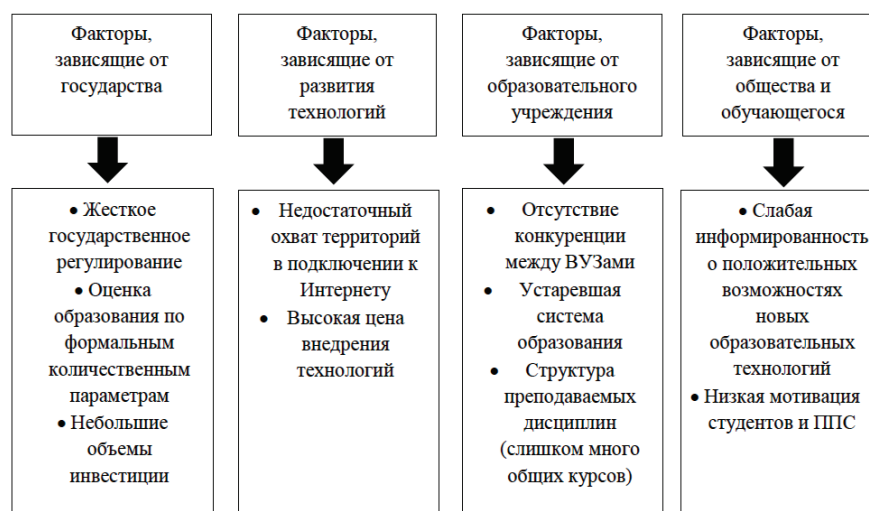 Факторы,
зависящие от
государства
Факторы,
зависящие от
развития
технологий
Факторы,
зависящие от
образовательного
учреждения
Факторы,
зависящие от
общества и
обучающегося
• Жесткое
государственное
регулирование
• Оценка
образования по
формальным
количественным
параметрам
• Небольшие
объемы
инвестиции
• Недостаточный
охват территорий
в подключении к
Интернету
• Высокая цена
внедрения
технологий
• Отсутствие
конкуренции
между ВУЗами
• Устаревшая
система
образования
• Структура
преподаваемых
дисциплин
(слишком много
общих курсов)
• Слабая
информированность
о положительных
возможностях
новых
образовательных
технологий
• Низкая мотивация
студентов и ППС